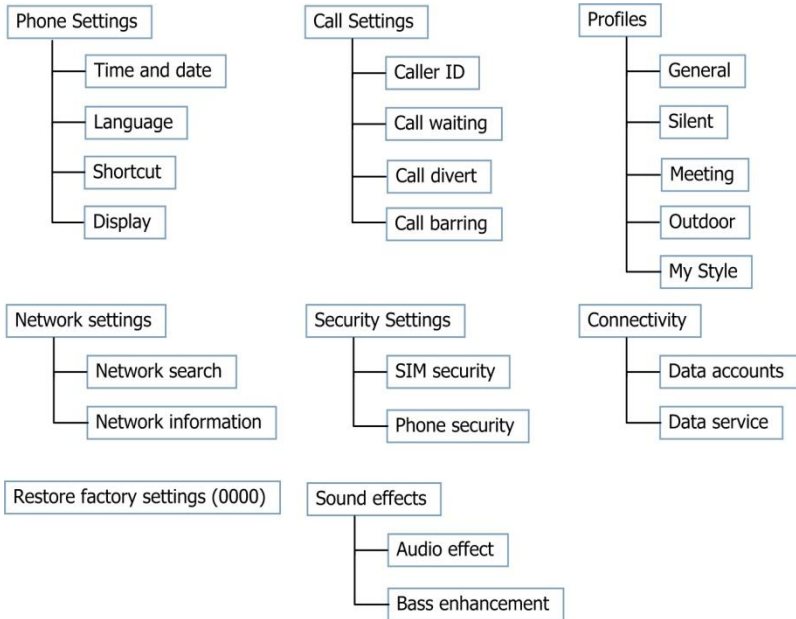 Phone Settings
Time and date
Language
Shortcut
Display
Call Settings
Caller ID
Call waiting
Call divert
Call barring
Profiles
General
Silent
Meeting
Outdoor
My Style
Network settings
Network search
Network information
Security Settings
SIM security
Phone security
Connectivity
Data accounts
Data service
Restore factory settings (0000)
Sound effects
Audio effect
Bass enhancement